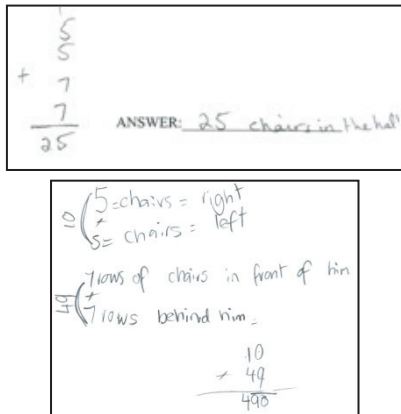 5
5
+ 7
7
25
ANSWER: 25 chairs in the hall
10 (5 = chairs = right
+
5 = chairs = left
49 (7 rows of chairs in front of him
+
7 rows behind him =
10
+ 49
490